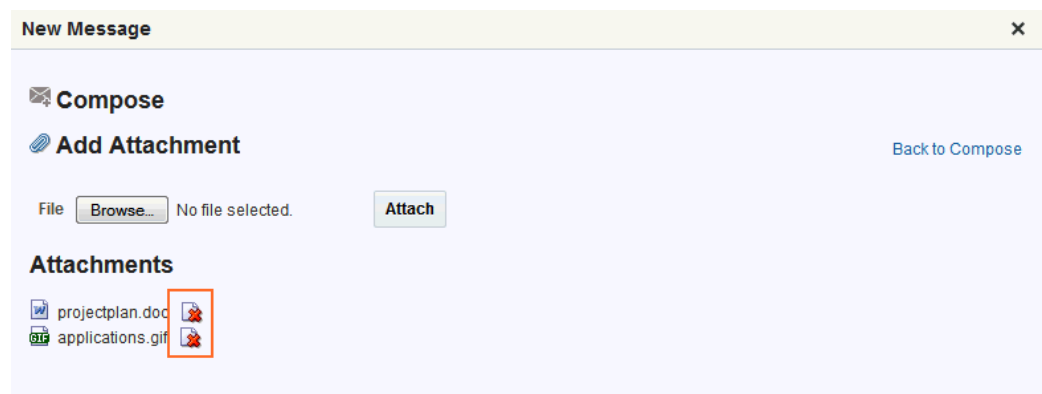 New Message
Compose
Add Attachment
Back to Compose
File Browse... No file selected. Attach
Attachments
projectplan.doc
GIF applications.gif